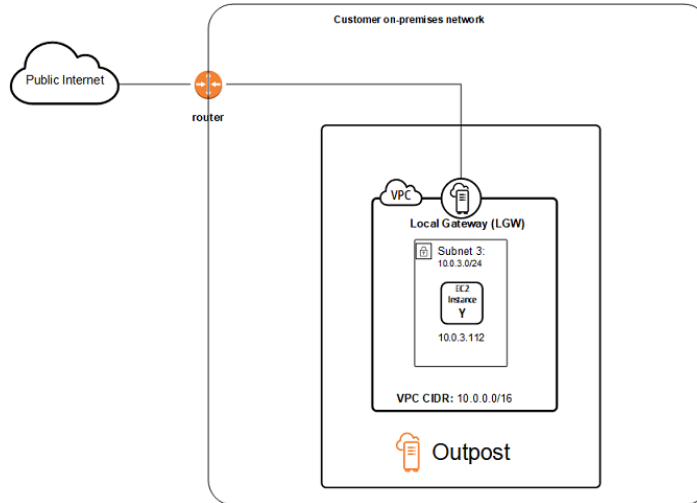 Customer on-premises network
Public Internet
router
VPC
Local Gateway (LGW)
Subnet 3:
10.0.3.0/24
EC2
Instance
Y
10.0.3.112
VPC CIDR: 10.0.0.0/16
Outpost